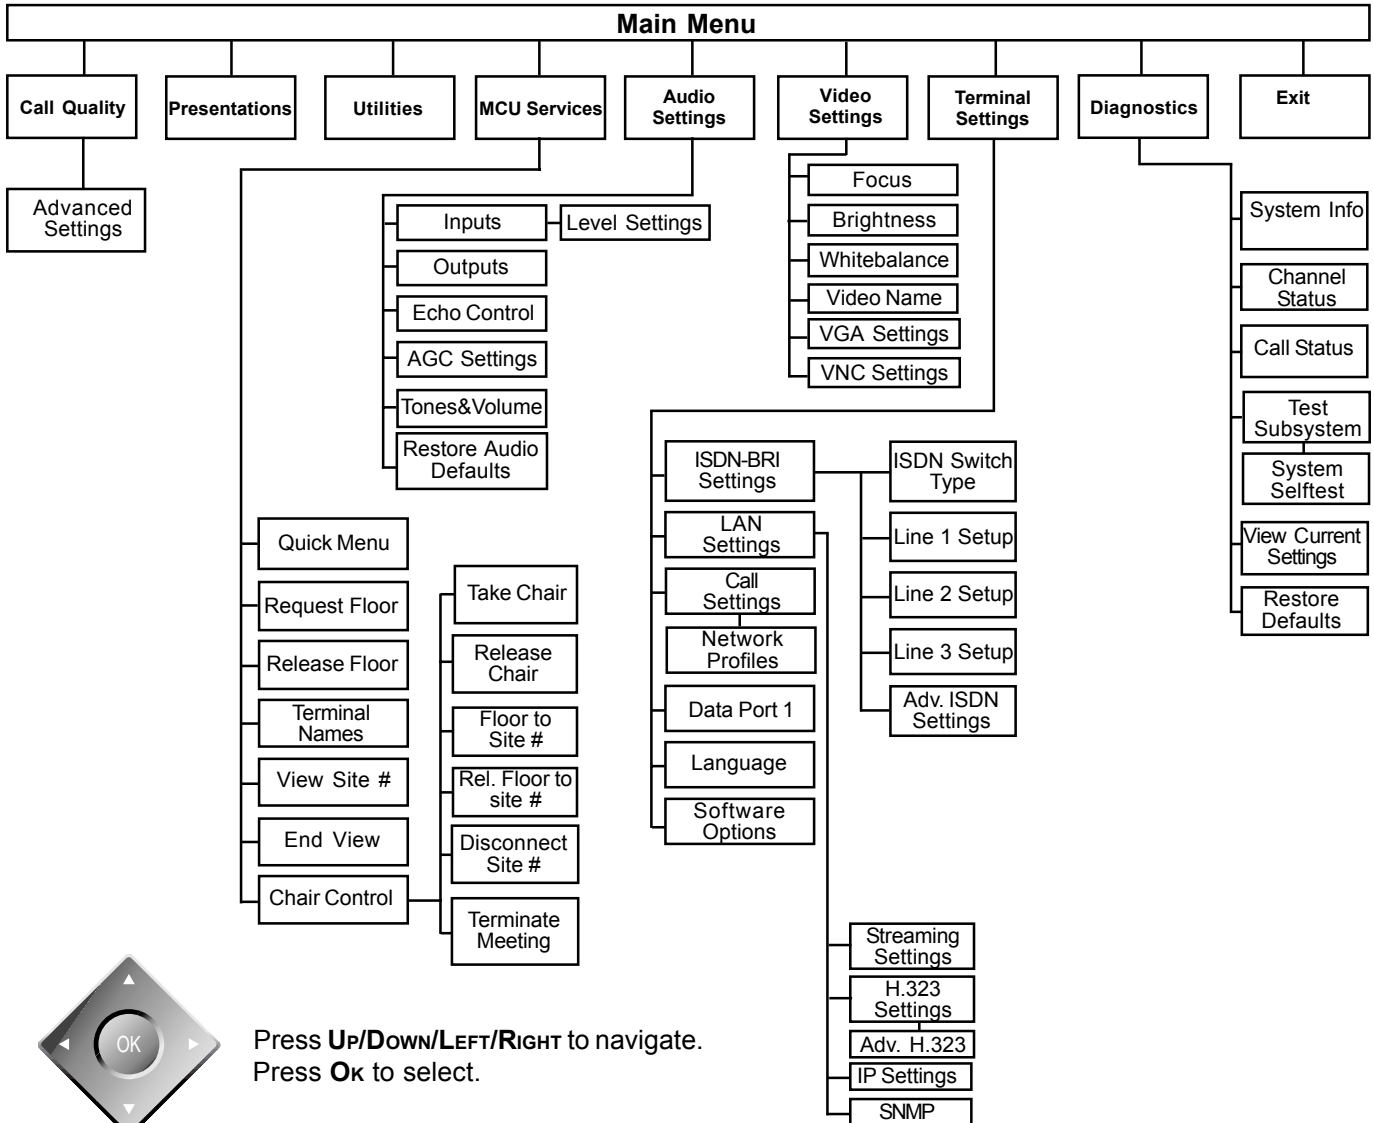 Main Menu
Call Quality
Presentations
Utilities
MCU Services
Audio
Settings
Video
Settings
Terminal
Settings
Diagnostics
Exit
Advanced
Settings
Inputs
Level Settings
Outputs
Echo Control
AGC Settings
Tones&Volume
Restore Audio
Defaults
Focus
Brightness
Whitebalance
Video Name
VGA Settings
VNC Settings
System Info
Channel
Status
Call Status
Test
Subsystem
System
Selftest
View Current
Settings
Restore
Defaults
ISDN-BRI
Settings
LAN
Settings
Call
Settings
Network
Profiles
Data Port 1
Language
Software
Options
ISDN Switch
Type
Line 1 Setup
Line 2 Setup
Line 3 Setup
Adv. ISDN
Settings
Quick Menu
Request Floor
Release Floor
Terminal
Names
View Site #
End View
Chair Control
Take Chair
Release
Chair
Floor to
Site #
Rel. Floor to
site #
Disconnect
Site #
Terminate
Meeting
Streaming
Settings
H.323
Settings
Adv. H.323
IP Settings
SNMP
OK
Press UP/DOWN/LEFT/RIGHT to navigate.
Press OK to select.